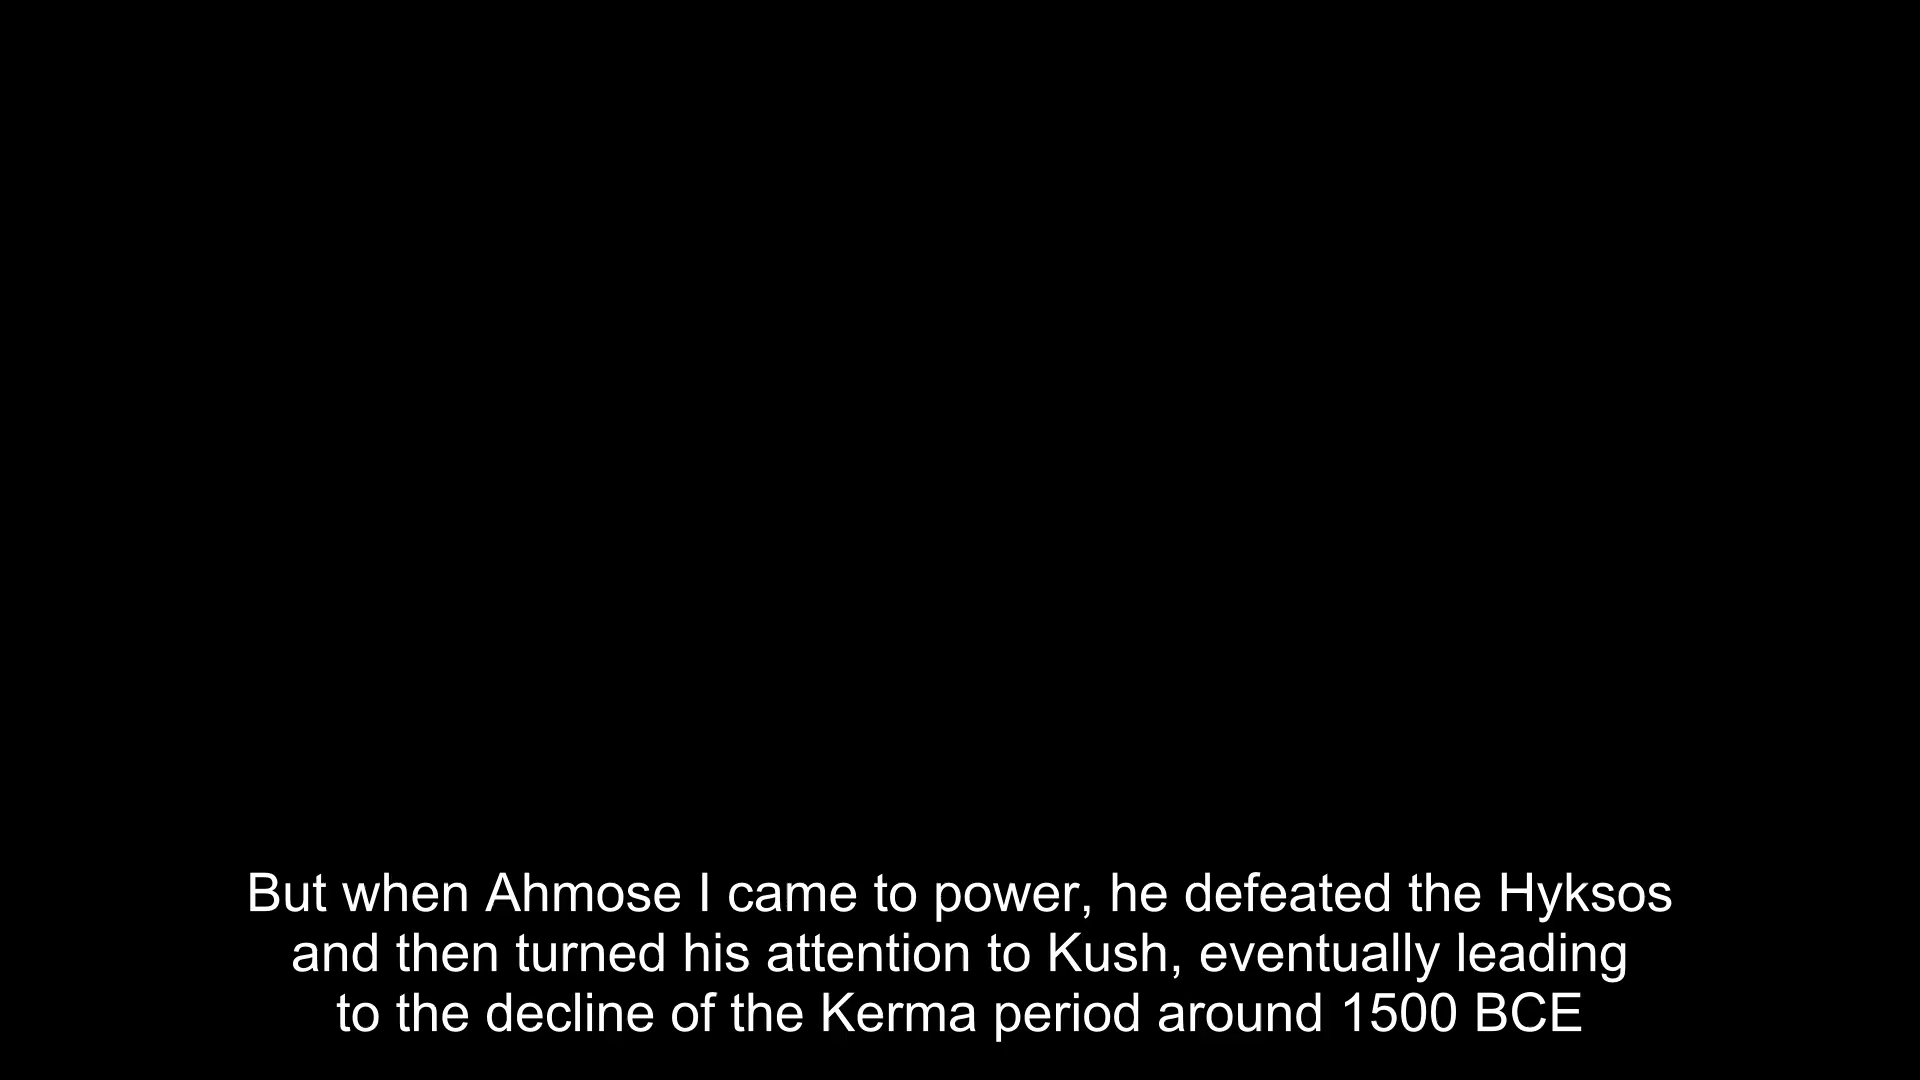 But when Ahmose I came to power, he defeated the Hyksos
and then turned his attention to Kush, eventually leading
to the decline of the Kerma period around 1500 BCE